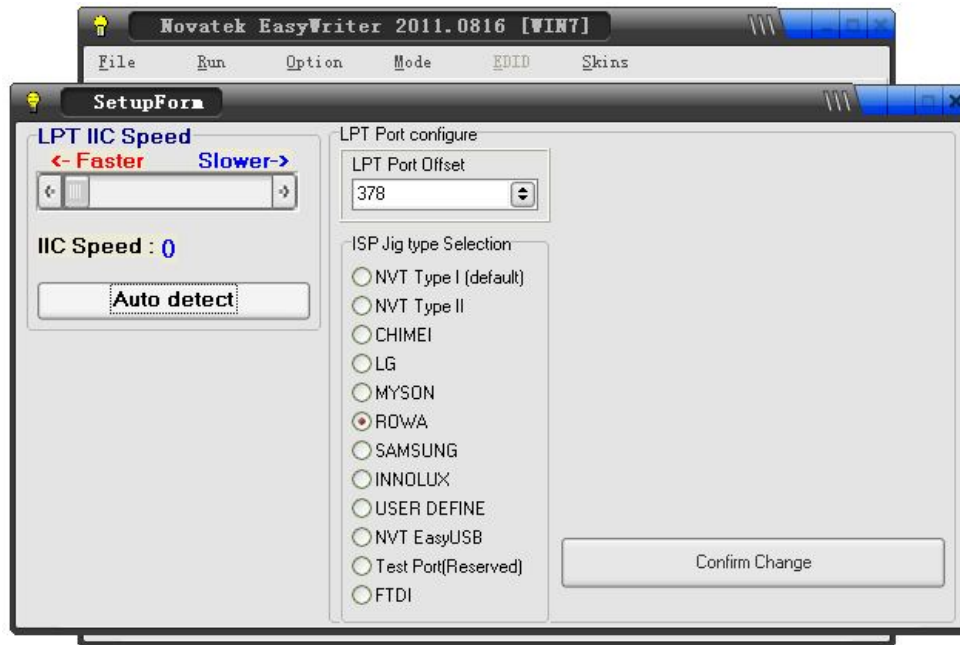 Novatek EasyWriter 2011.0816 [WIN7]
File Run Option Mode EDID Skins
SetupForm
LPT IIC Speed
<- Faster Slower->
IIC Speed : 0
Auto detect
LPT Port configure
LPT Port Offset
378
ISP Jig type Selection
NVT Type I (default)
NVT Type II
CHIMEI
LG
MYSON
ROWA
SAMSUNG
INNOLUX
USER DEFINE
NVT EasyUSB
Test Port(Reserved)
FTDI
Confirm Change